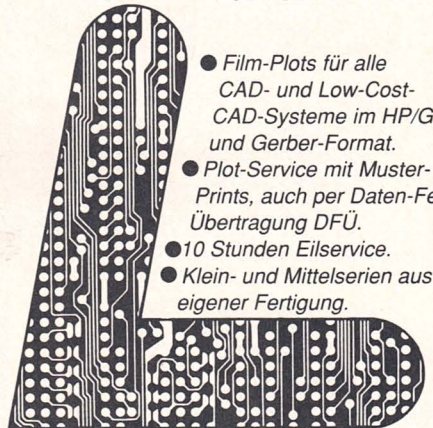 ● Film-Plots für alle
CAD- und Low-Cost-
CAD-Systeme im HP/G
und Gerber-Format.
● Plot-Service mit Muster-
Prints, auch per Daten-Fe
Übertragung DFÜ.
● 10 Stunden Eilservice.
● Klein- und Mittelserien aus
eigener Fertigung.